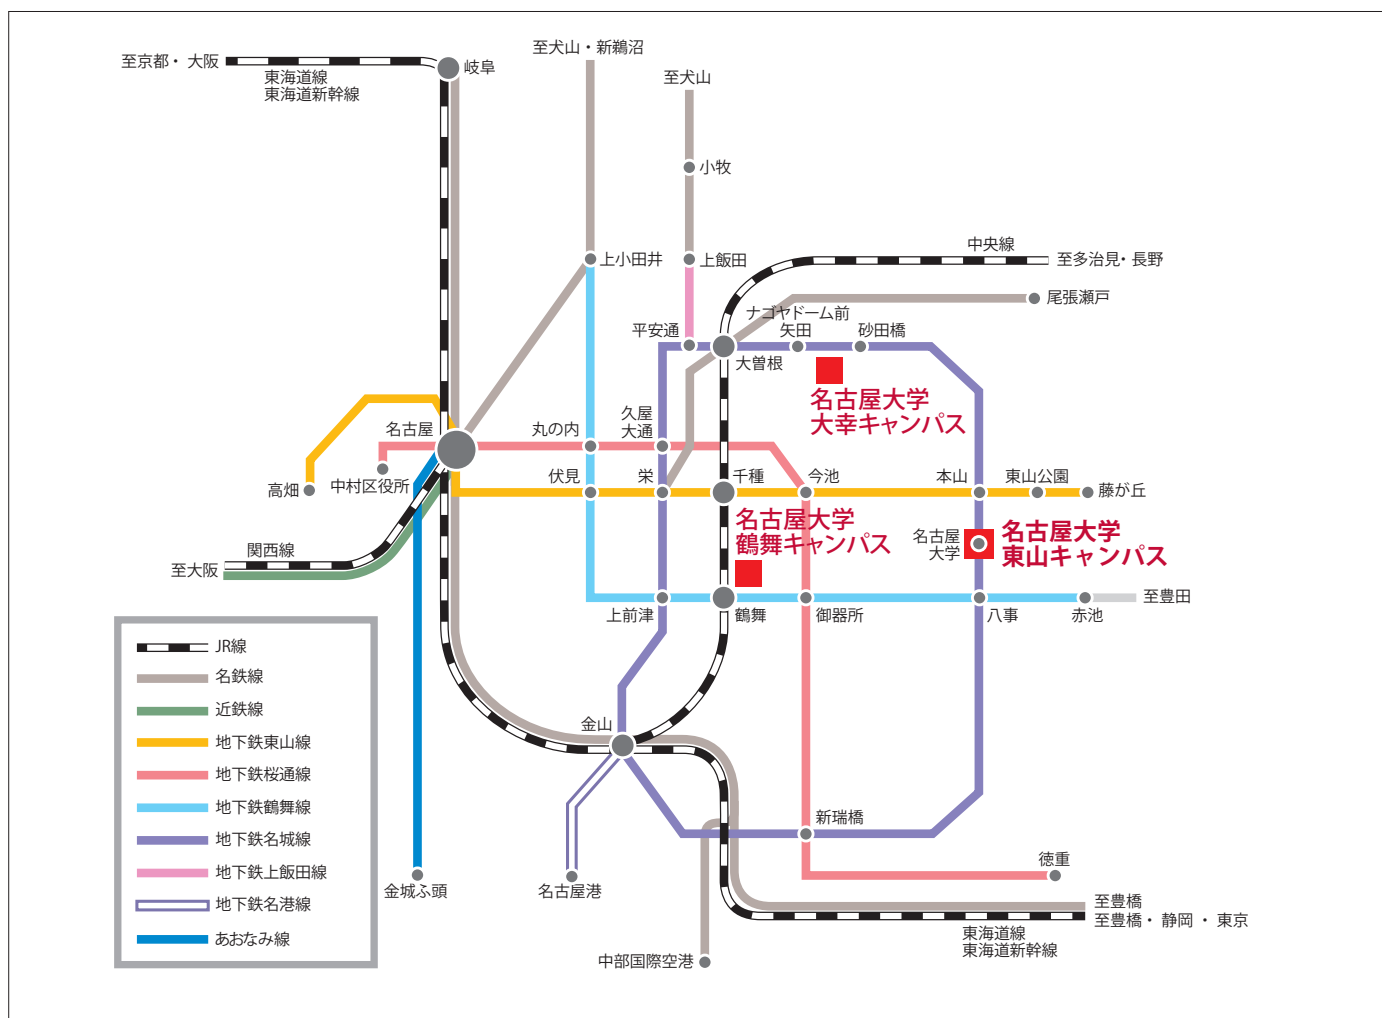 至犬山・新鵜沼
至京都・ 大阪
岐阜
東海道線
東海道新幹線
至犬山
小牧
中央線
上小田井
上飯田
至多治見・ 長野
尾張瀬戸
ナゴヤドーム前
矢田
砂田橋
平安通
大曽根
名古屋大学
大幸キャンパス
久屋
大通
名古屋
丸の内
中村区役所
高畑
伏見
栄
千種
今池
本山
東山公園
藤が丘
名古屋大学
鶴舞キャンパス
名古屋
大学
名古屋大学
東山キャンパス
関西線
至大阪
上前津
鶴舞
御器所
八事
赤池
至豊田
JR線
名鉄線
近鉄線
地下鉄東山線
地下鉄桜通線
地下鉄鶴舞線
地下鉄名城線
地下鉄上飯田線
地下鉄名港線
あおなみ線
金山
新瑞橋
徳重
金城ふ頭
名古屋港
至豊橋
至豊橋・ 静岡 ・ 東京
東海道線
東海道新幹線
中部国際空港